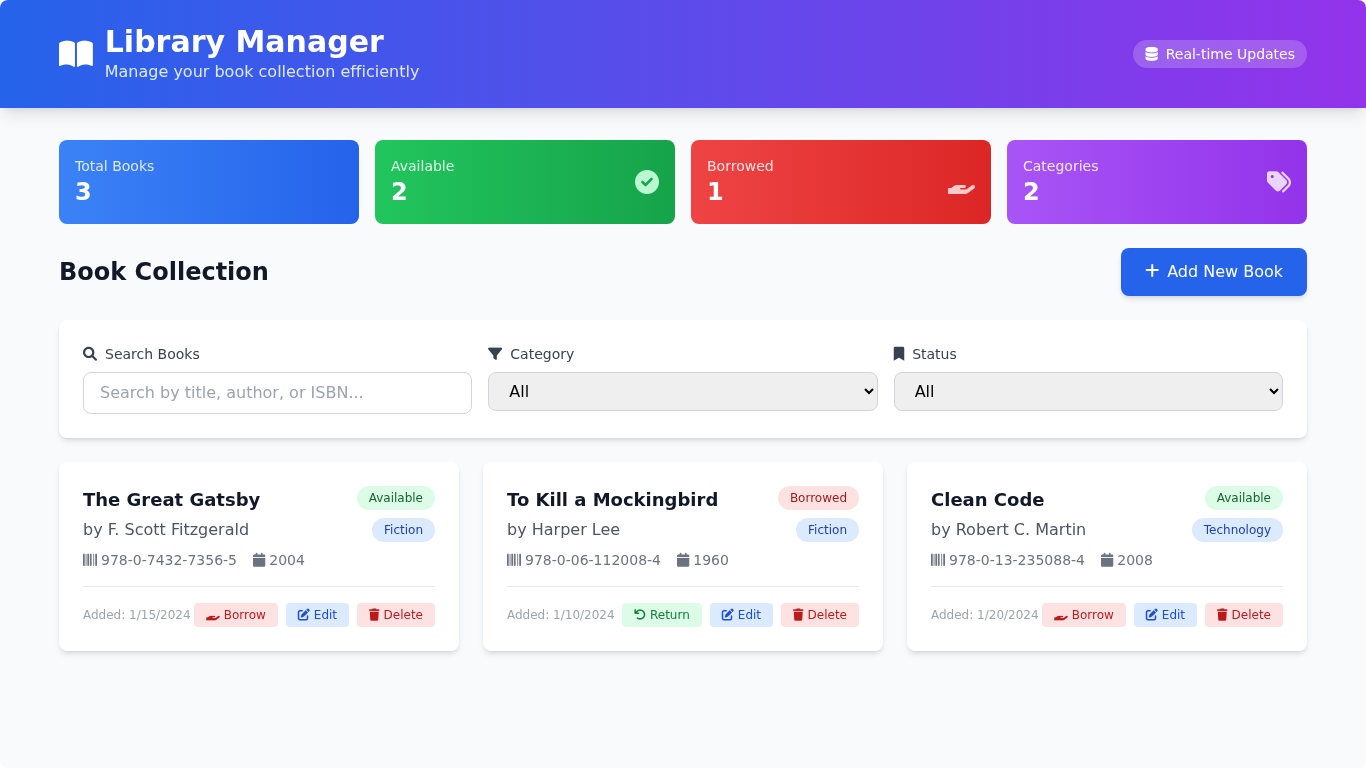 Library Manager
Manage your book collection efficiently
Real-time Updates
Total Books
3
Available
2
Borrowed
1
Categories
2
Book Collection
Add New Book
Search Books
Search by title, author, or ISBN...
Category
All
Status
All
The Great Gatsby
Available
by F. Scott Fitzgerald
Fiction
978-0-7432-7356-5 2004
Added: 1/15/2024 Borrow Edit Delete
To Kill a Mockingbird
Borrowed
by Harper Lee
Fiction
978-0-06-112008-4 1960
Added: 1/10/2024 Return Edit Delete
Clean Code
Available
by Robert C. Martin
Technology
978-0-13-235088-4 2008
Added: 1/20/2024 Borrow Edit Delete